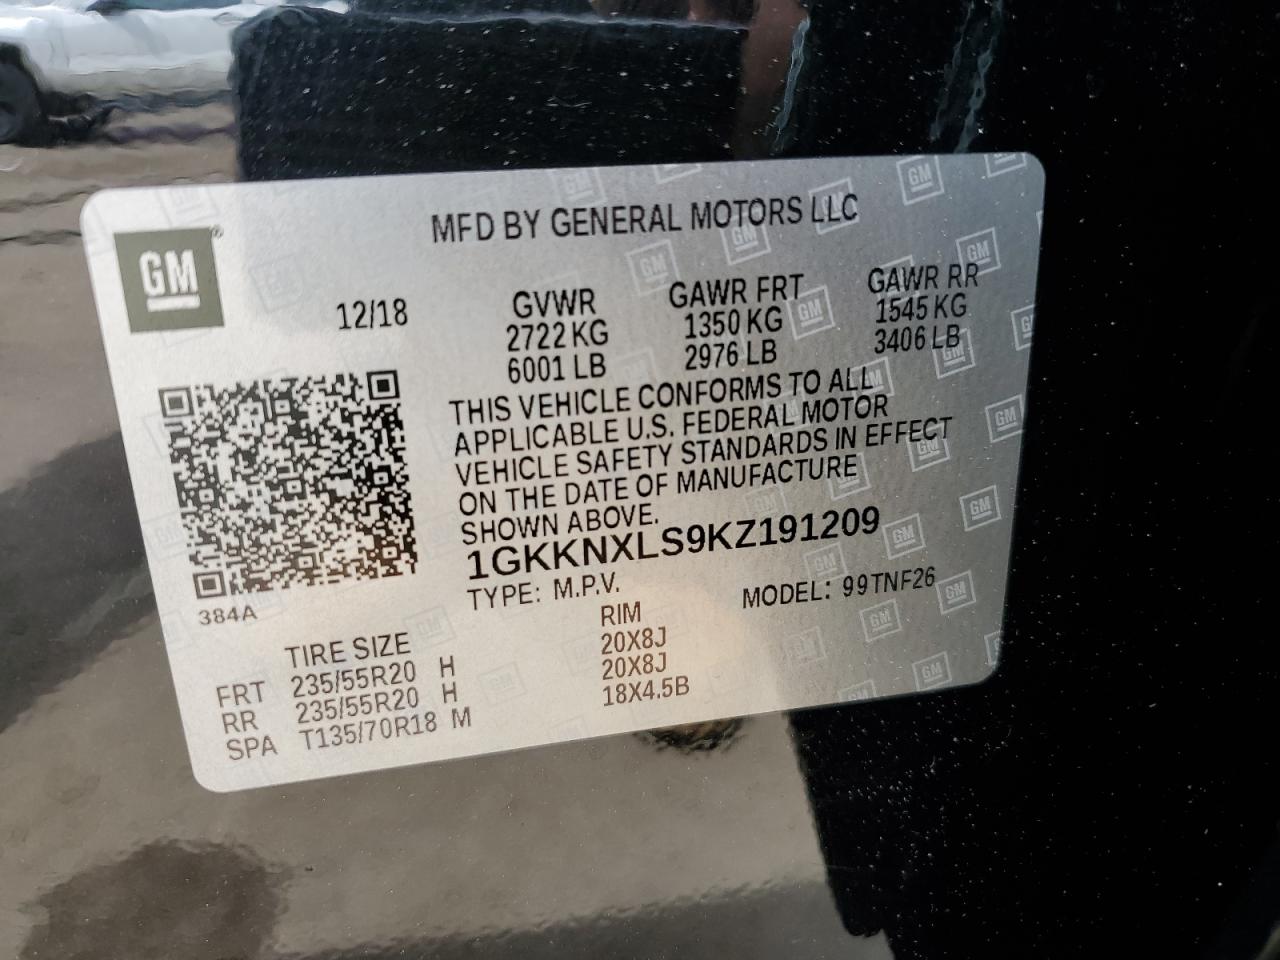 MFD BY GENERAL MOTORS LLC
GM®
12/18
GVWR GAWR FRT GAWR RR
2722 KG 1350 KG 1545 KG
6001 LB 2976 LB 3406 LB
THIS VEHICLE CONFORMS TO ALL
APPLICABLE U.S. FEDERAL MOTOR
VEHICLE SAFETY STANDARDS IN EFFECT
ON THE DATE OF MANUFACTURE
SHOWN ABOVE.
1GKKNXLS9KZ191209
TYPE: M.P.V. MODEL: 99TNF26
384A
TIRE SIZE RIM
FRT 235/55R20 H 20X8J
RR 235/55R20 H 20X8J
SPA T135/70R18 M 18X4.5B